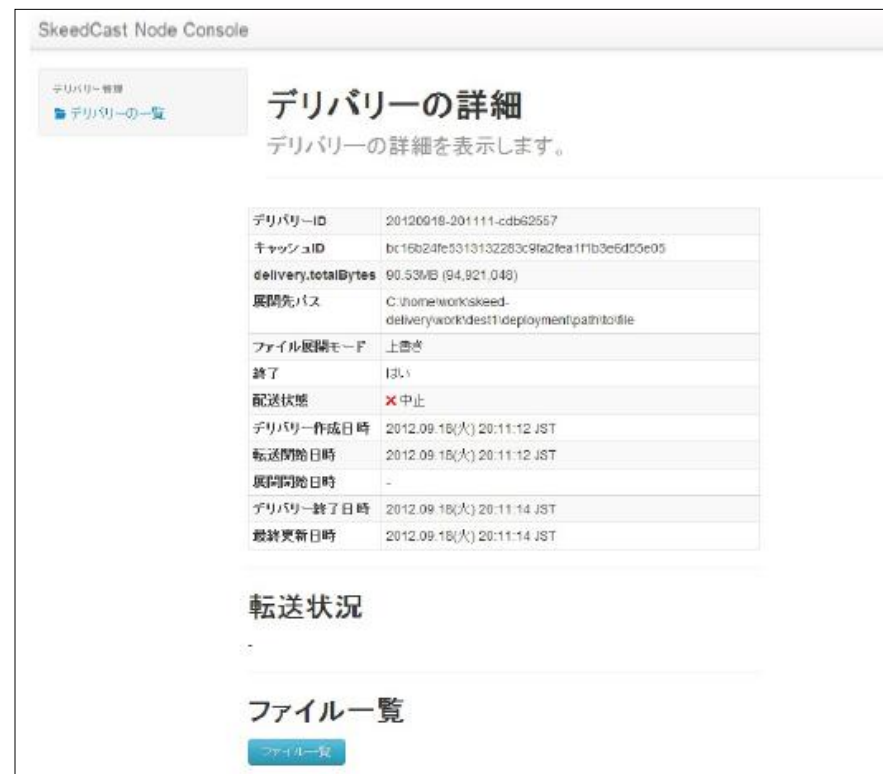 SkeedCast Node Console
デリバリー管理
デリバリーの一覧
デリバリーの詳細
デリバリーの詳細を表示します。
デリバリーID 20120918-201111-cdb62557
キャッシュID bc16b24fe5313132283c9fa2fea1f1b3e6d55e05
delivery.totalBytes 90.53MB (94,921,048)
展開先パス C:\home\work\skeed-
delivery\work\dest1\deployment\path\to\file
ファイル展開モード 上書き
終了 はい
配送状態 中止
デリバリー作成日時 2012.09.18(火) 20:11:12 JST
転送開始日時 2012.09.18(火) 20:11:12 JST
展開開始日時 -
デリバリー終了日時 2012.09.18(火) 20:11:14 JST
最終更新日時 2012.09.18(火) 20:11:14 JST
転送状況
-
ファイル一覧
ファイル一覧